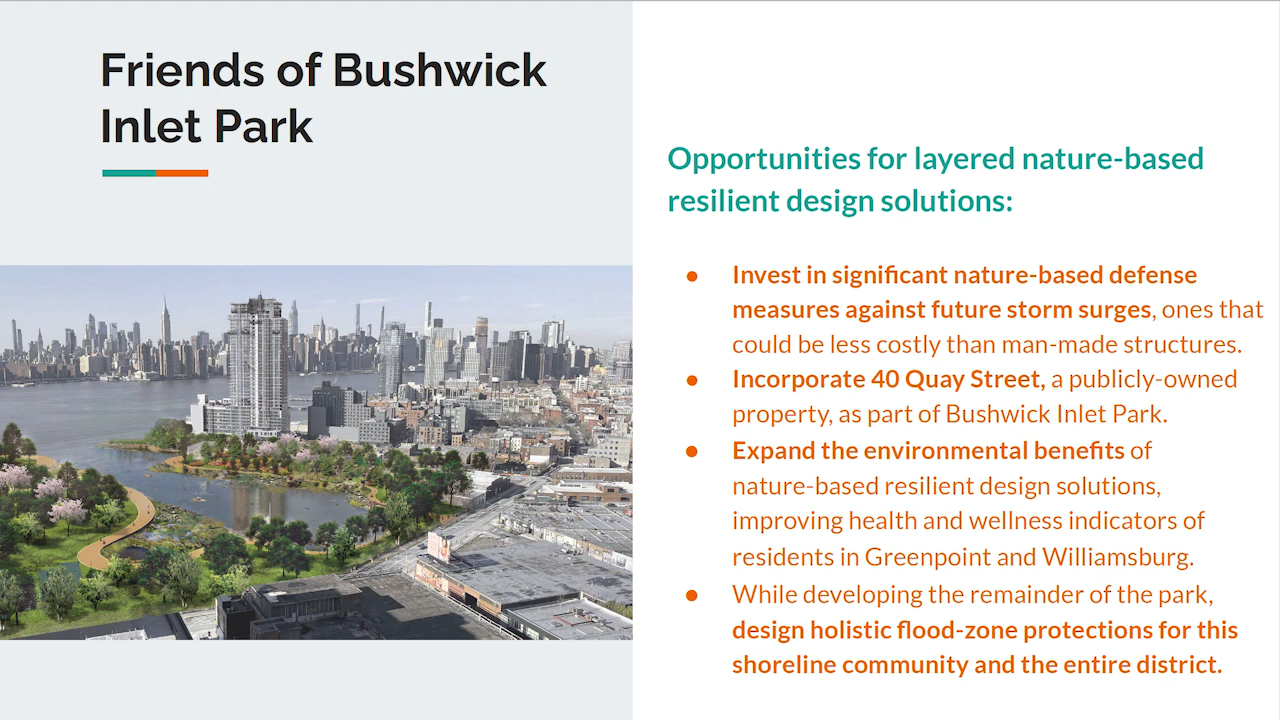 Friends of Bushwick
Inlet Park
Opportunities for layered nature-based
resilient design solutions:
● Invest in significant nature-based defense
measures against future storm surges, ones that
could be less costly than man-made structures.
● Incorporate 40 Quay Street, a publicly-owned
property, as part of Bushwick Inlet Park.
● Expand the environmental benefits of
nature-based resilient design solutions,
improving health and wellness indicators of
residents in Greenpoint and Williamsburg.
● While developing the remainder of the park,
design holistic flood-zone protections for this
shoreline community and the entire district.